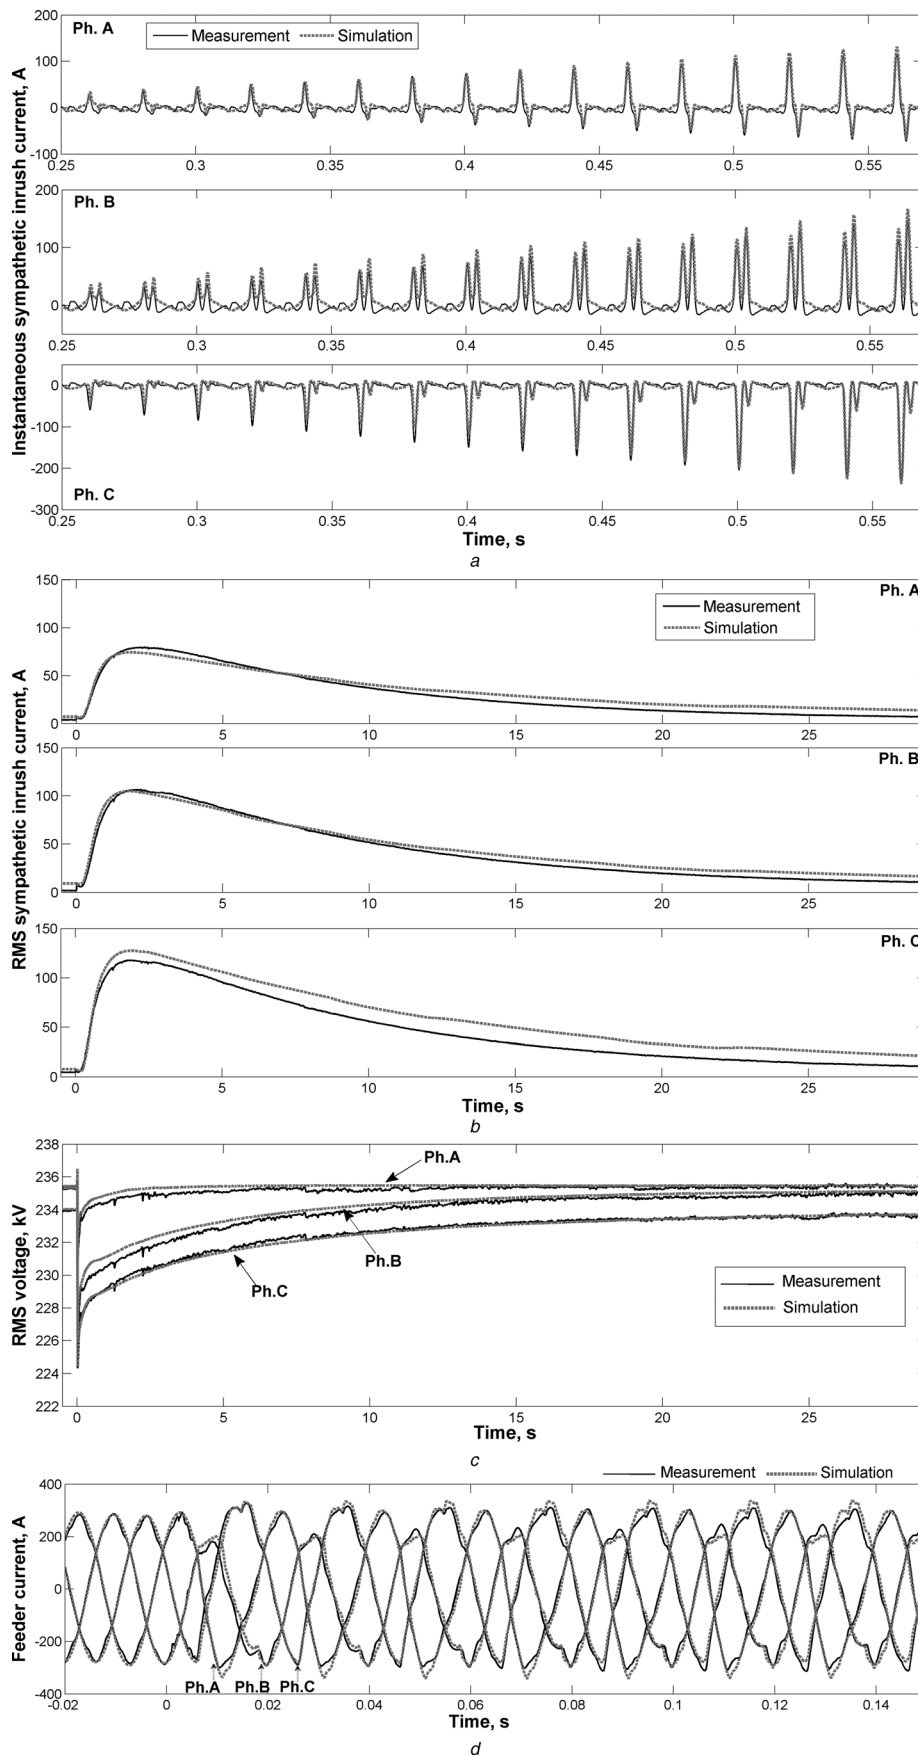 Instantaneous sympathetic inrush current, A
200
100
0
-100
Ph. A
Measurement Simulation
0.25 0.3 0.35 0.4 0.45 0.5 0.55
200
100
0
Ph. B
0.25 0.3 0.35 0.4 0.45 0.5 0.55
0
-100
-200
-300
Ph. C
0.25 0.3 0.35 0.4 0.45 0.5 0.55
Time, s
a
RMS sympathetic inrush current, A
150
100
50
0
Ph. A
Measurement
Simulation
0 5 10 15 20 25
150
100
50
0
Ph. B
0 5 10 15 20 25
150
100
50
0
Ph. C
0 5 10 15 20 25
Time, s
b
RMS voltage, kV
238
236
234
232
230
228
226
224
222
Ph.A
Ph.B
Ph.C
Measurement
Simulation
0 5 10 15 20 25
Time, s
c
Measurement Simulation
Feeder current, A
400
200
0
-200
-400
Ph.A Ph.B Ph.C
-0.02 0 0.02 0.04 0.06 0.08 0.1 0.12 0.14
Time, s
d